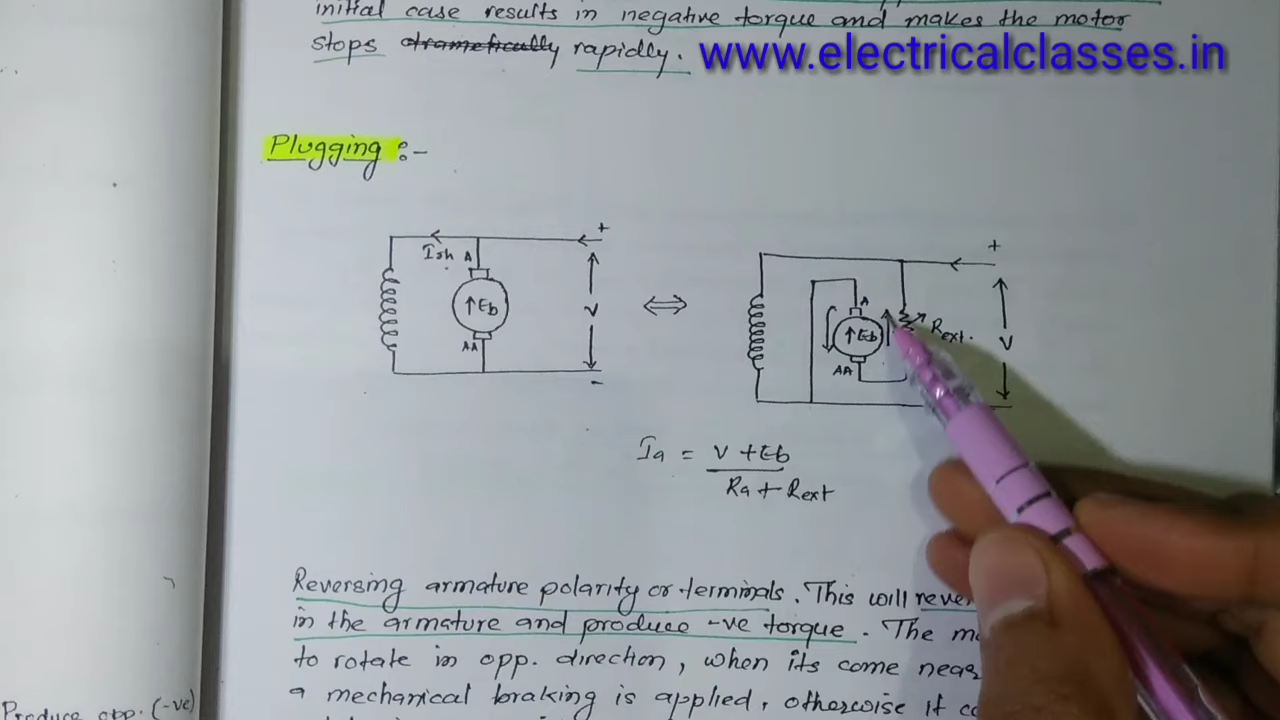 initial case results in negative torque and makes the motor
stops dramatically rapidly.
www.electricalclasses.in
Plugging :-
Ish A
Eb
AA
+
V
-
+
A
Eb
AA
Rext.
V
Ia = V + Eb
Ra + Rext
Reversing armature polarity or terminals. This will
in the armature and produce -ve torque. The
to rotate in opp. direction, when its come near
a mechanical braking is applied, otherwise it
Produce opp. (-ve)